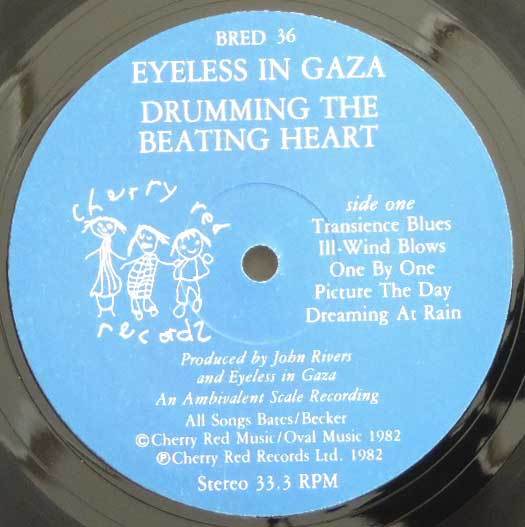 BRED 36
EYELESS IN GAZA
DRUMMING THE
BEATING HEART
cherry red
records
side one
Transience Blues
Ill-Wind Blows
One By One
Picture The Day
Dreaming At Rain
Produced by John Rivers
and Eyeless in Gaza
An Ambivalent Scale Recording
All Songs Bates/Becker
©Cherry Red Music/Oval Music 1982
℗Cherry Red Records Ltd. 1982
Stereo 33.3 RPM